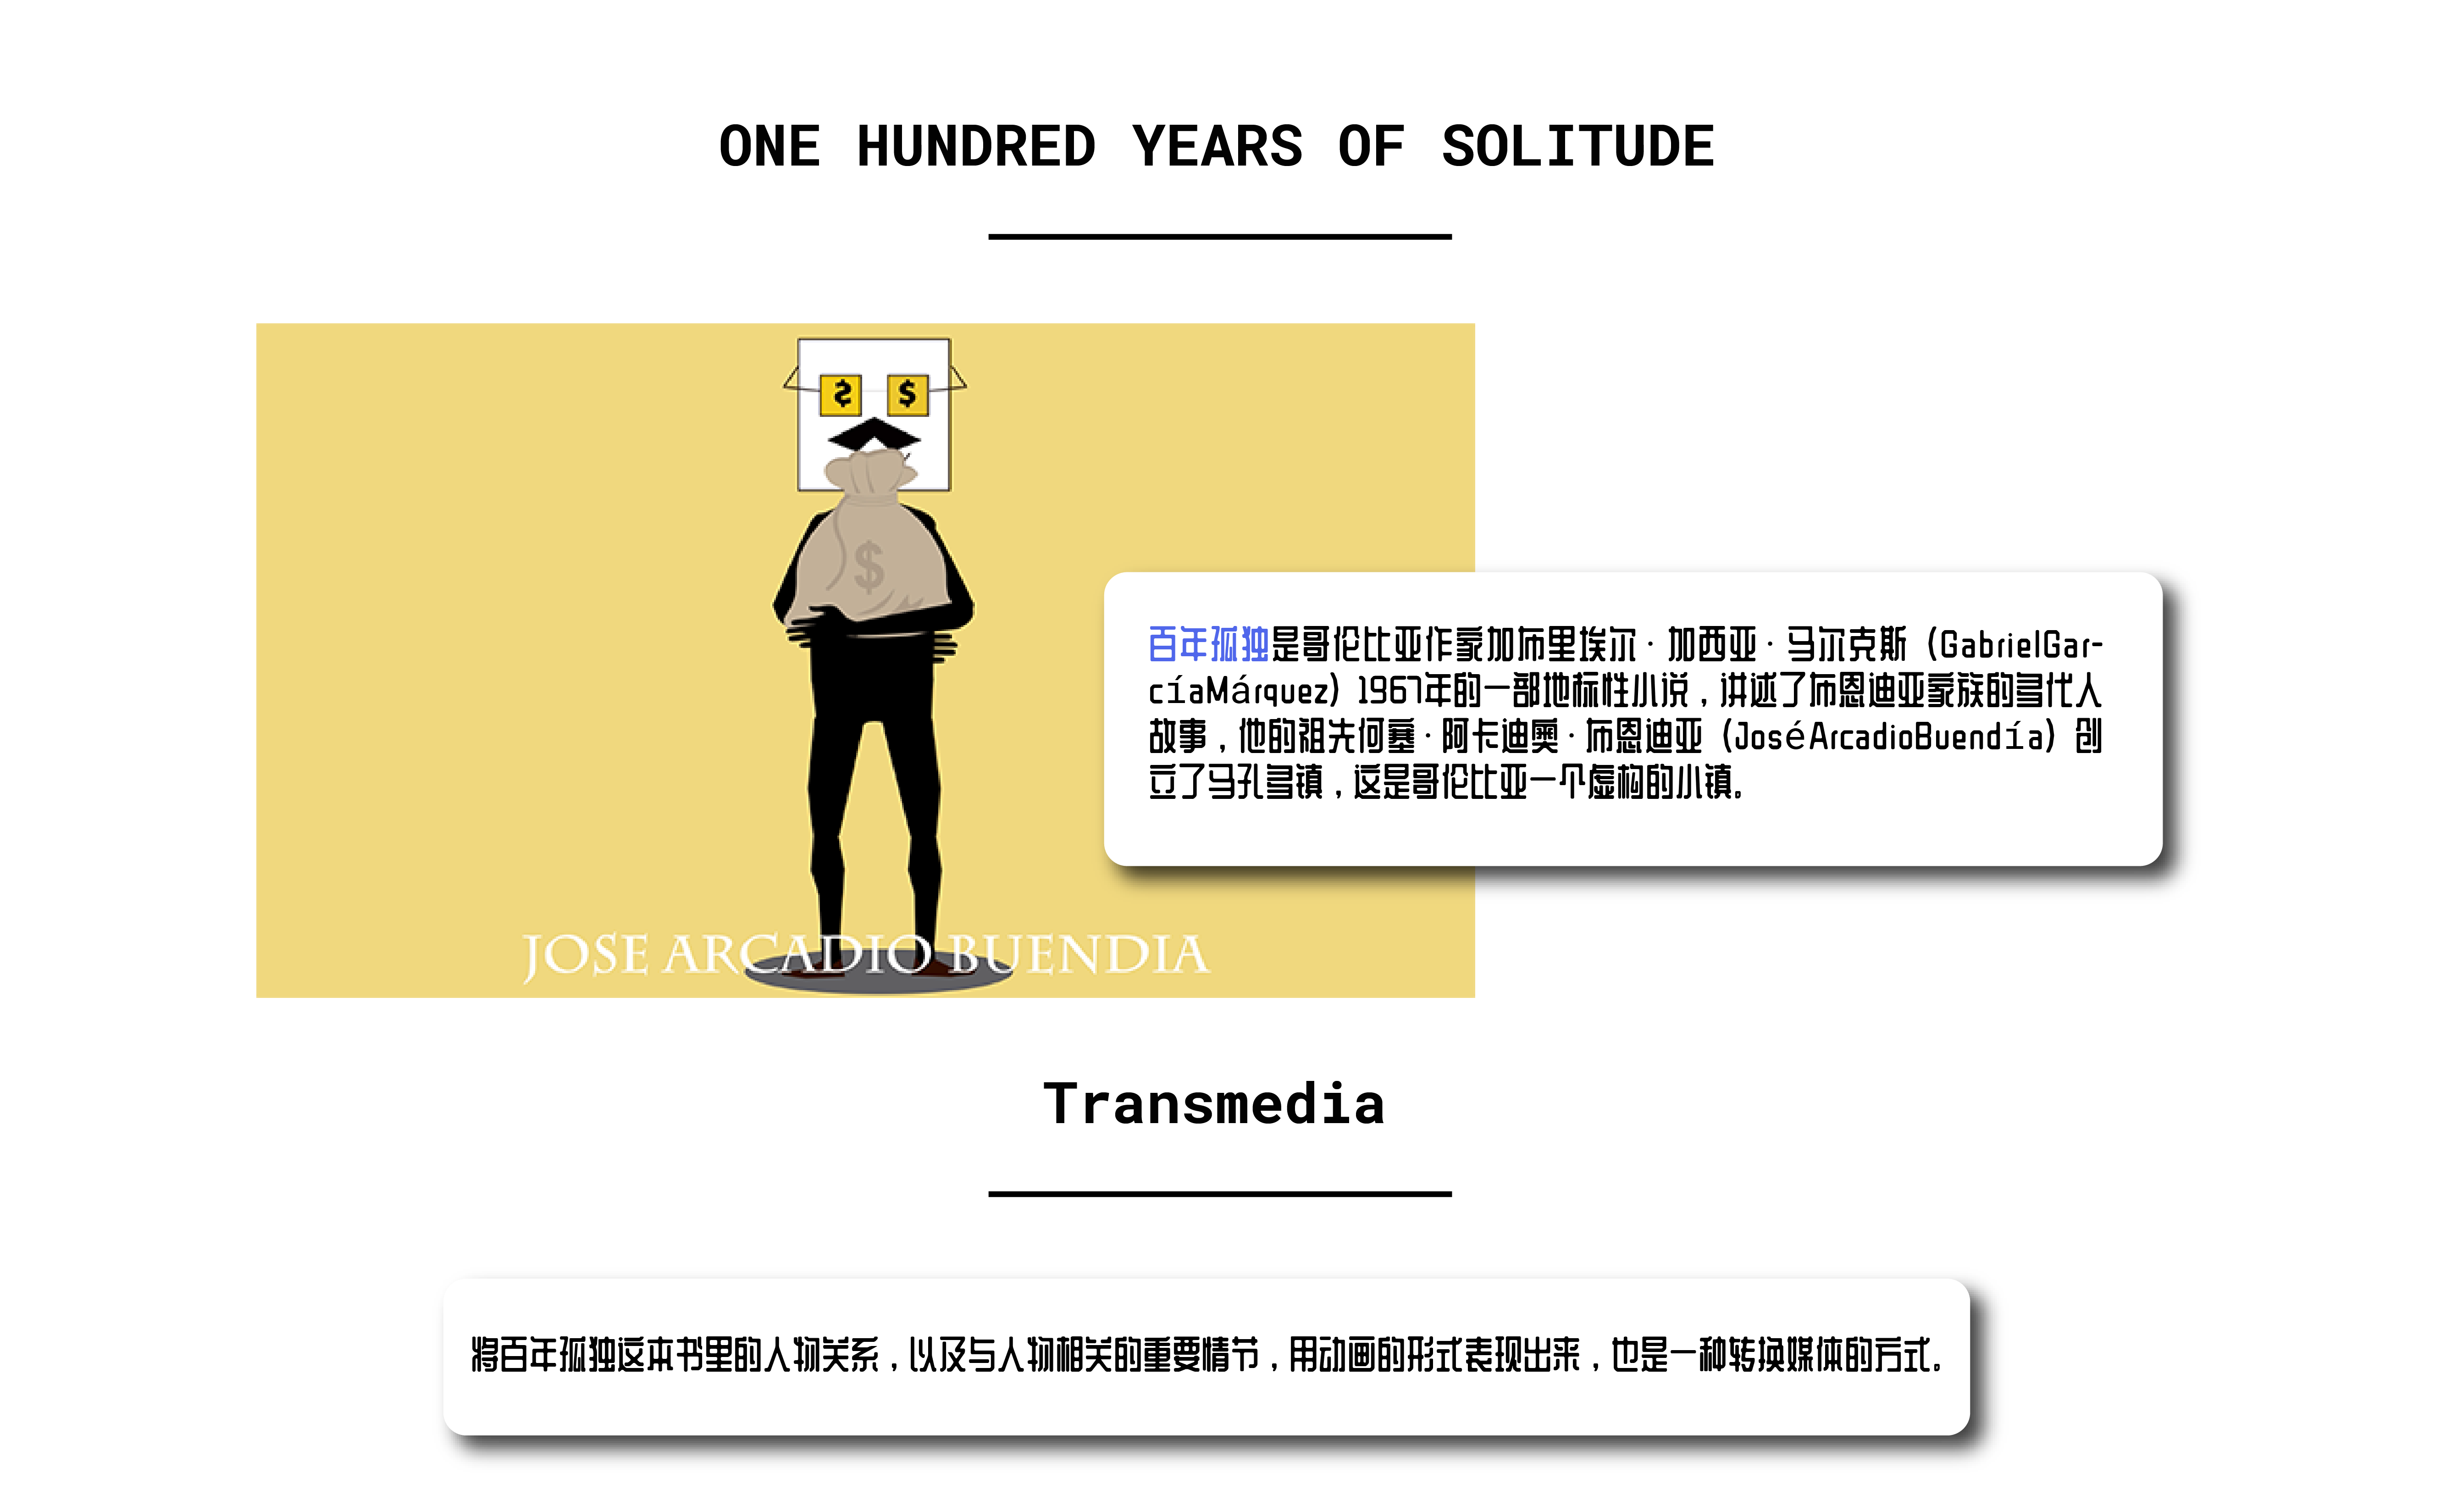 ONE HUNDRED YEARS OF SOLITUDE
$ $
$
百年孤独是哥伦比亚作家加布里埃尔·加西亚·马尔克斯（GabrielGar-
cíaMárquez）1967年的一部地标性小说，讲述了布恩迪亚家族的多代人
故事，他的祖先何塞·阿卡迪奥·布恩迪亚（JoséArcadioBuendía）创
立了马孔多镇，这是哥伦比亚一个虚构的小镇。
JOSE ARCADIO BUENDIA
Transmedia
将百年孤独这本书里的人物关系，以及与人物相关的重要情节，用动画的形式表现出来，也是一种转换媒体的方式。